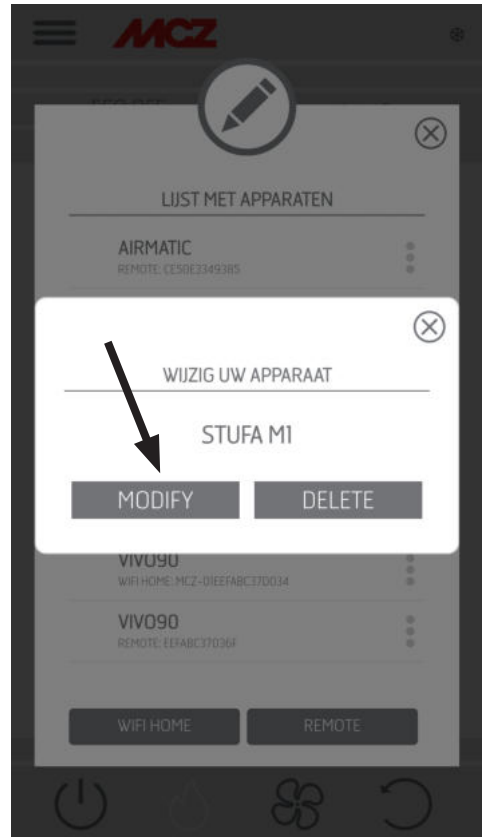 MCZ
LIJST MET APPARATEN
AIRMATIC
REMOTE: CE50E3349385
WIJZIG UW APPARAAT
STUFA M1
MODIFY DELETE
VIVO90
WIFI HOME: MCZ-01EEFABC370034
VIVO90
REMOTE: EEFABC37036F
WIFI HOME REMOTE